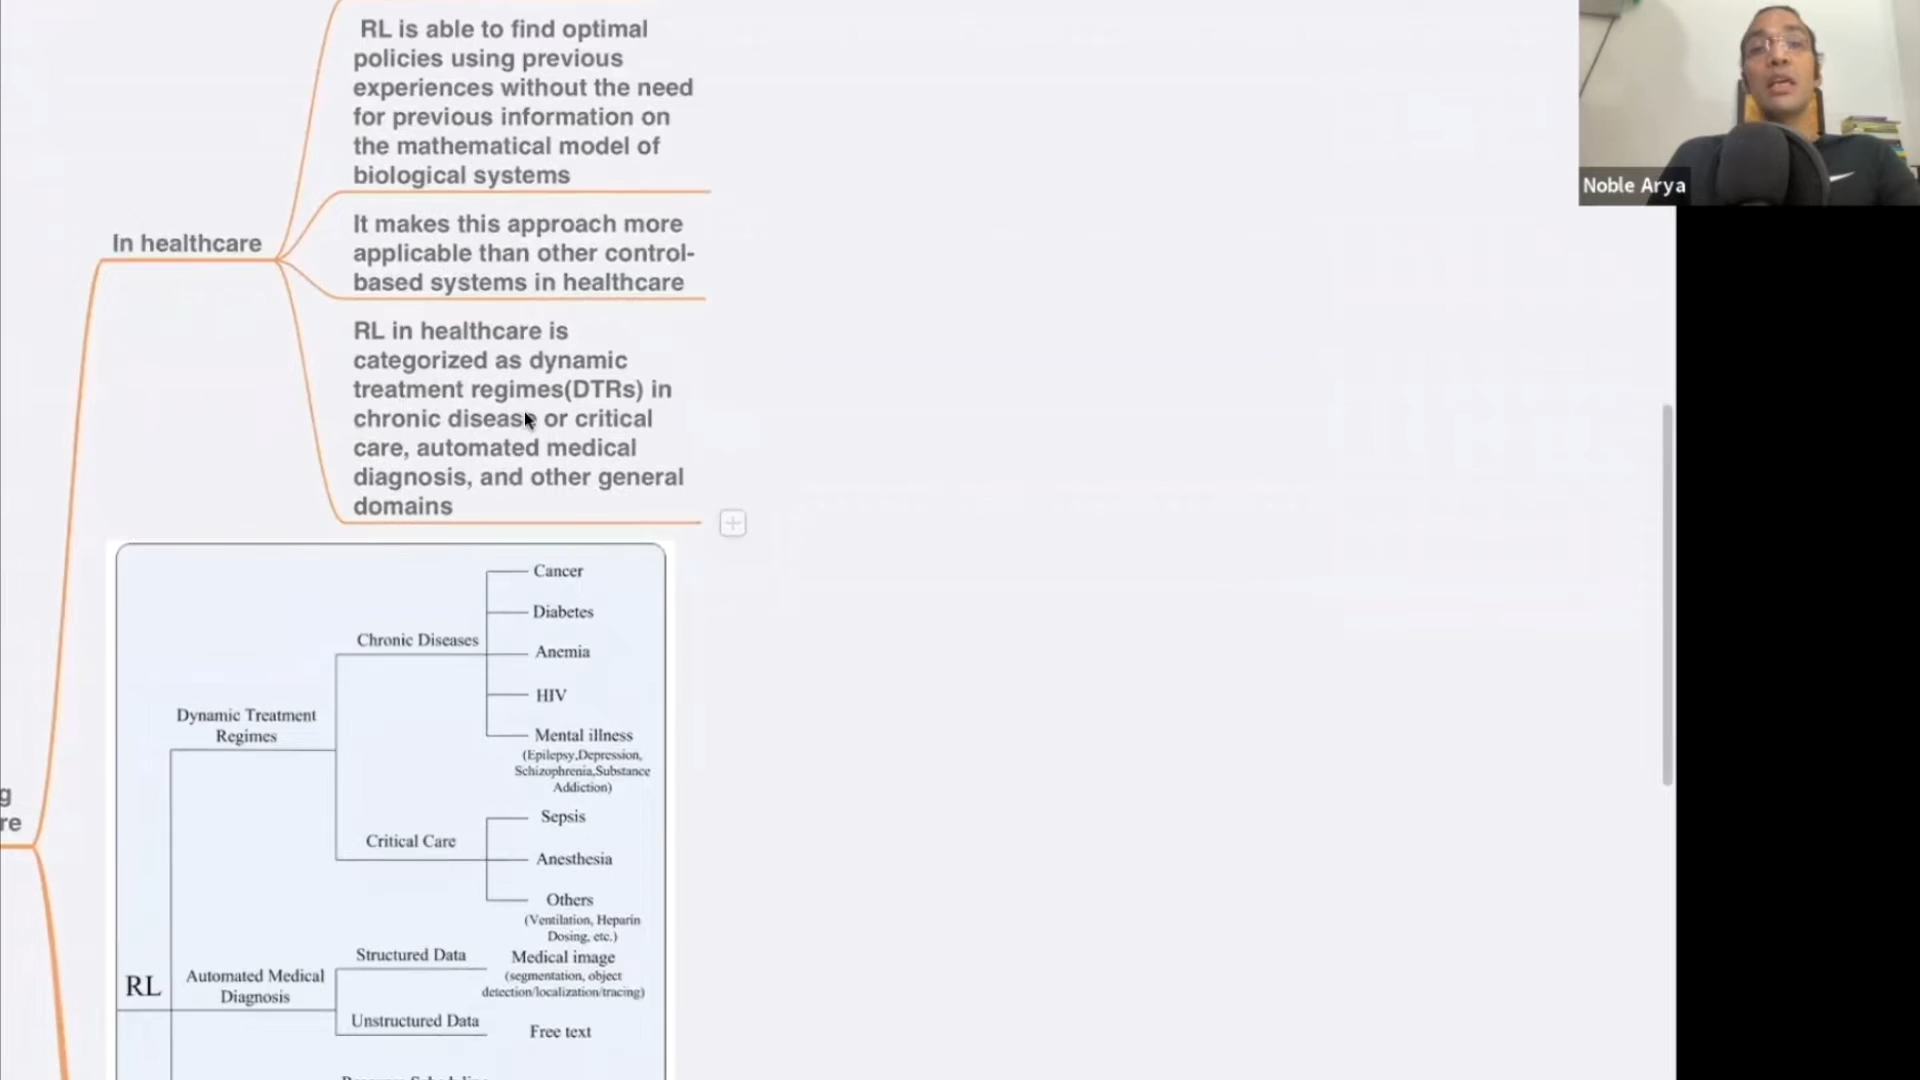 RL is able to find optimal
policies using previous
experiences without the need
for previous information on
the mathematical model of
biological systems
In healthcare
It makes this approach more
applicable than other control-
based systems in healthcare
RL in healthcare is
categorized as dynamic
treatment regimes(DTRs) in
chronic disease or critical
care, automated medical
diagnosis, and other general
domains
g
re
RL
Dynamic Treatment
Regimes
Chronic Diseases
Cancer
Diabetes
Anemia
HIV
Mental illness
(Epilepsy,Depression,
Schizophrenia,Substance
Addiction)
Critical Care
Sepsis
Anesthesia
Others
(Ventilation, Heparin
Dosing, etc.)
Automated Medical
Diagnosis
Structured Data
Medical image
(segmentation, object
detection/localization/tracing)
Unstructured Data
Free text
Noble Arya